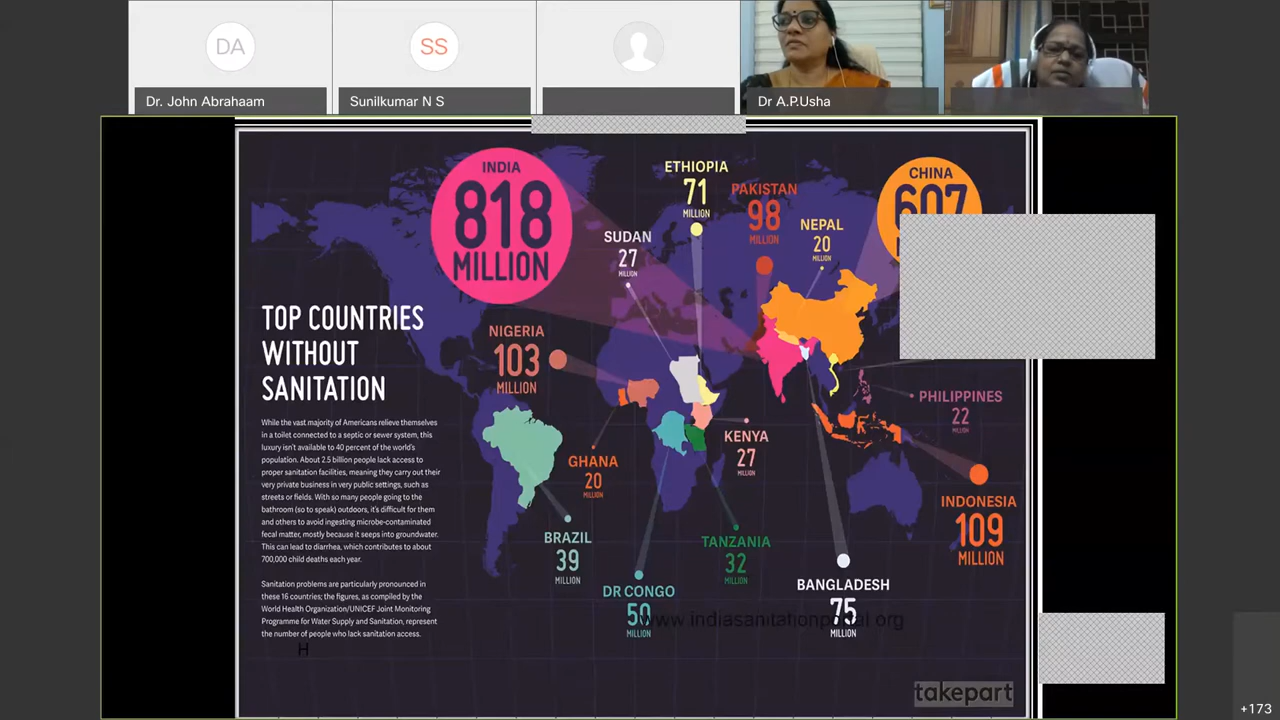 DA
SS
Dr. John Abrahaam
Sunilkumar N S
Dr A.P.Usha
INDIA
818
MILLION
ETHIOPIA
71
MILLION
PAKISTAN
98
MILLION
CHINA
607
NEPAL
20
MILLION
SUDAN
27
MILLION
TOP COUNTRIES
WITHOUT
SANITATION
NIGERIA
103
MILLION
While the vast majority of Americans relieve themselves
in a toilet connected to a septic or sewer system, this
luxury isn't available to 40 percent of the world's
population. About 2.5 billion people lack access to
proper sanitation facilities, meaning they carry out their
very private business in very public settings, such as
streets or fields. With so many people going to the
bathroom (so to speak) outdoors, it's difficult for them
and others to avoid ingesting microbe-contaminated
fecal matter, mostly because it seeps into groundwater.
This can lead to diarrhea, which contributes to about
700,000 child deaths each year.
Sanitation problems are particularly pronounced in
these 16 countries; the figures, as compiled by the
World Health Organization/UNICEF Joint Monitoring
Programme for Water Supply and Sanitation, represent
the number of people who lack sanitation access.
H
PHILIPPINES
22
MILLION
KENYA
27
MILLION
GHANA
20
MILLION
INDONESIA
109
MILLION
BRAZIL
39
MILLION
TANZANIA
32
MILLION
DR CONGO
50
MILLION
BANGLADESH
75
MILLION
www.indiasanitationportal.org
takepart
+173